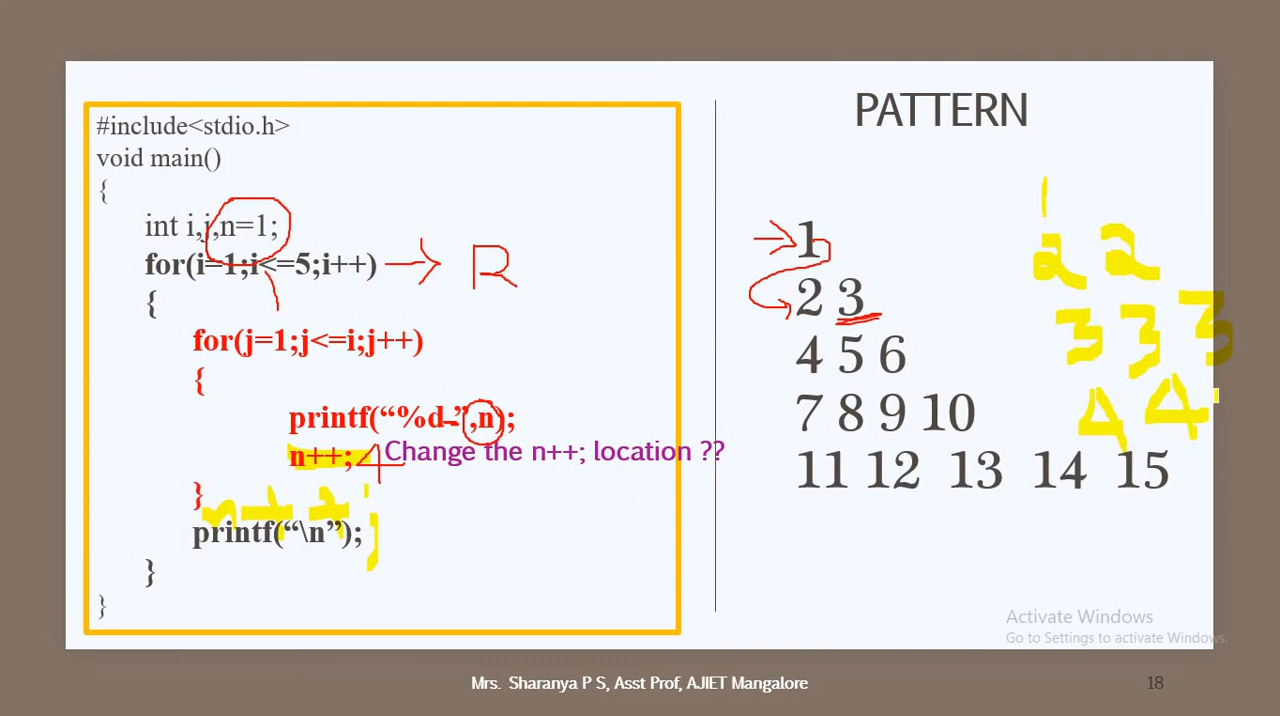 #include<stdio.h>
void main()
{
int i,j,n=1;
for(i=1;i<=5;i++) R
{
for(j=1;j<=i;j++)
{
printf(“%d ”,n);
n++; 4 Change the n++; location ??
}
n++;
printf(“\n”);
}
}
PATTERN
1
2 3
4 5 6
7 8 9 10
11 12 13 14 15
1
2 2
3 3 3
4 4
Activate Windows
Go to Settings to activate Windows.
Mrs. Sharanya P S, Asst Prof, AJIET Mangalore
18